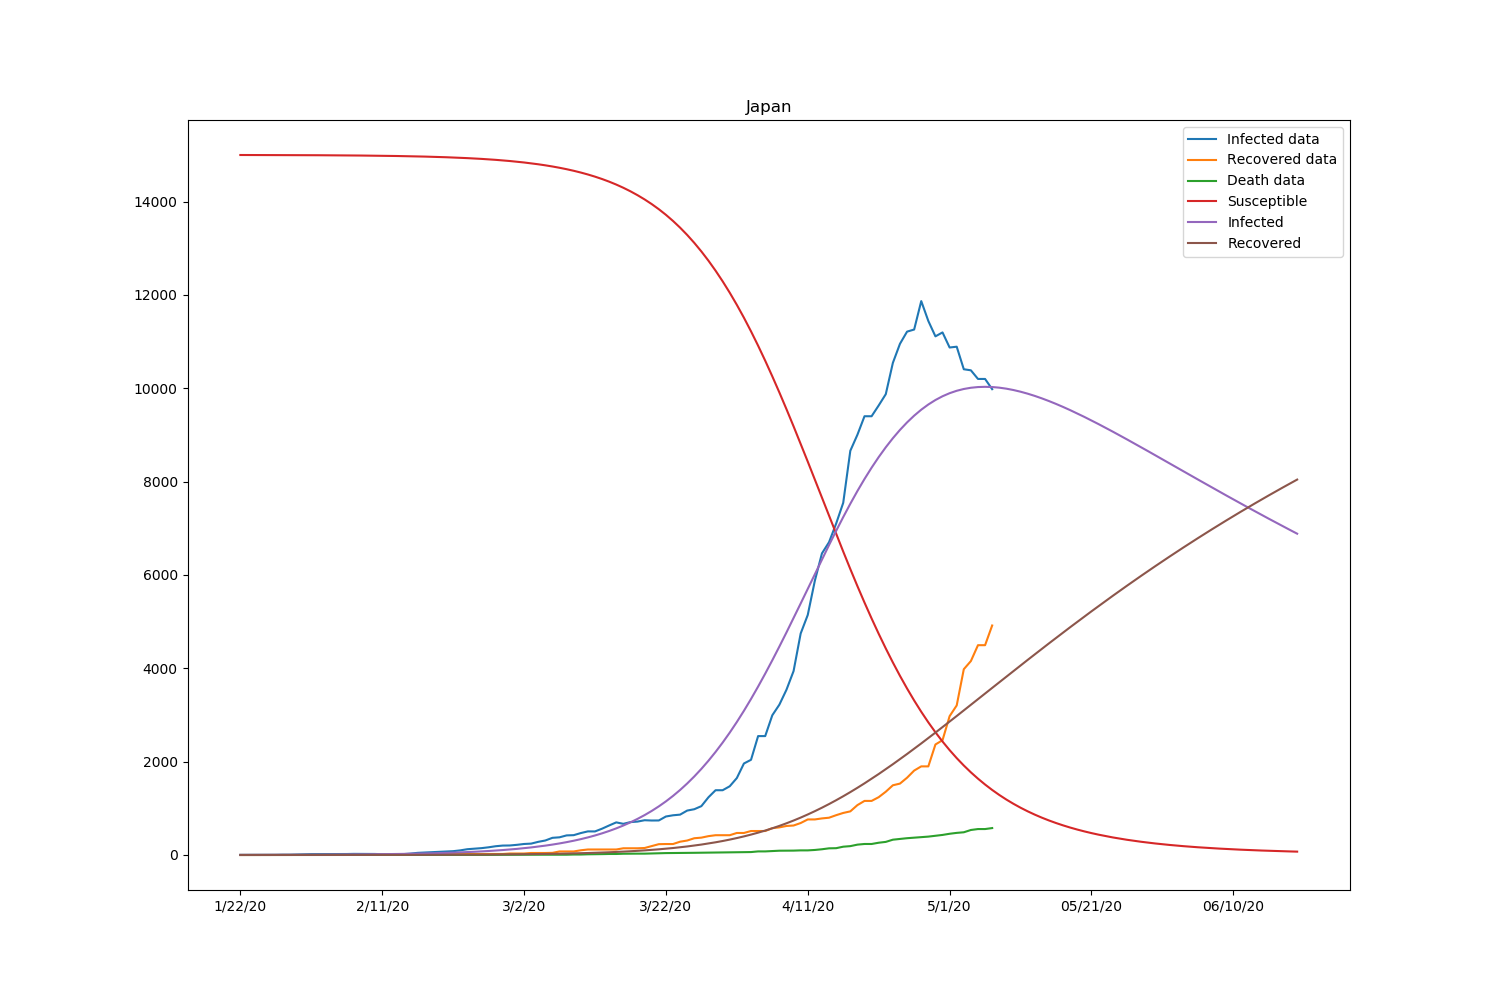 Japan
Infected data
Recovered data
Death data
Susceptible
Infected
Recovered
14000
12000
10000
8000
6000
4000
2000
0
1/22/20
2/11/20
3/2/20
3/22/20
4/11/20
5/1/20
05/21/20
06/10/20